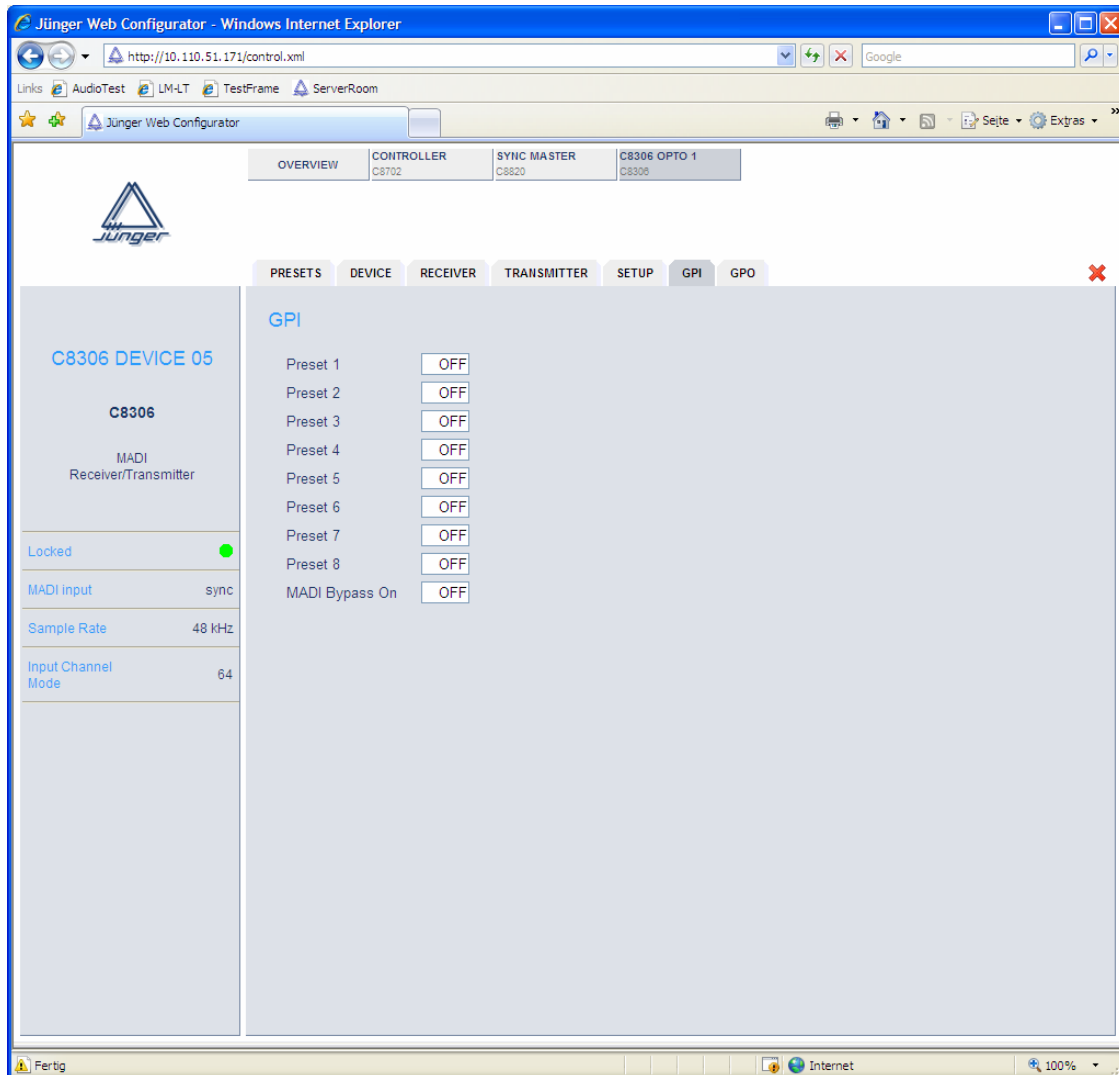 Jünger Web Configurator - Windows Internet Explorer
http://10.110.51.171/control.xml
Google
Links AudioTest LM-LT TestFrame ServerRoom
Jünger Web Configurator
Seite Extras »
OVERVIEW
CONTROLLER
C8702
SYNC MASTER
C8820
C8306 OPTO 1
C8306
Jünger
PRESETS DEVICE RECEIVER TRANSMITTER SETUP GPI GPO
C8306 DEVICE 05
C8306
MADI
Receiver/Transmitter
Locked
MADI input sync
Sample Rate 48 kHz
Input Channel
Mode 64
GPI
Preset 1 OFF
Preset 2 OFF
Preset 3 OFF
Preset 4 OFF
Preset 5 OFF
Preset 6 OFF
Preset 7 OFF
Preset 8 OFF
MADI Bypass On OFF
Fertig
Internet
100%